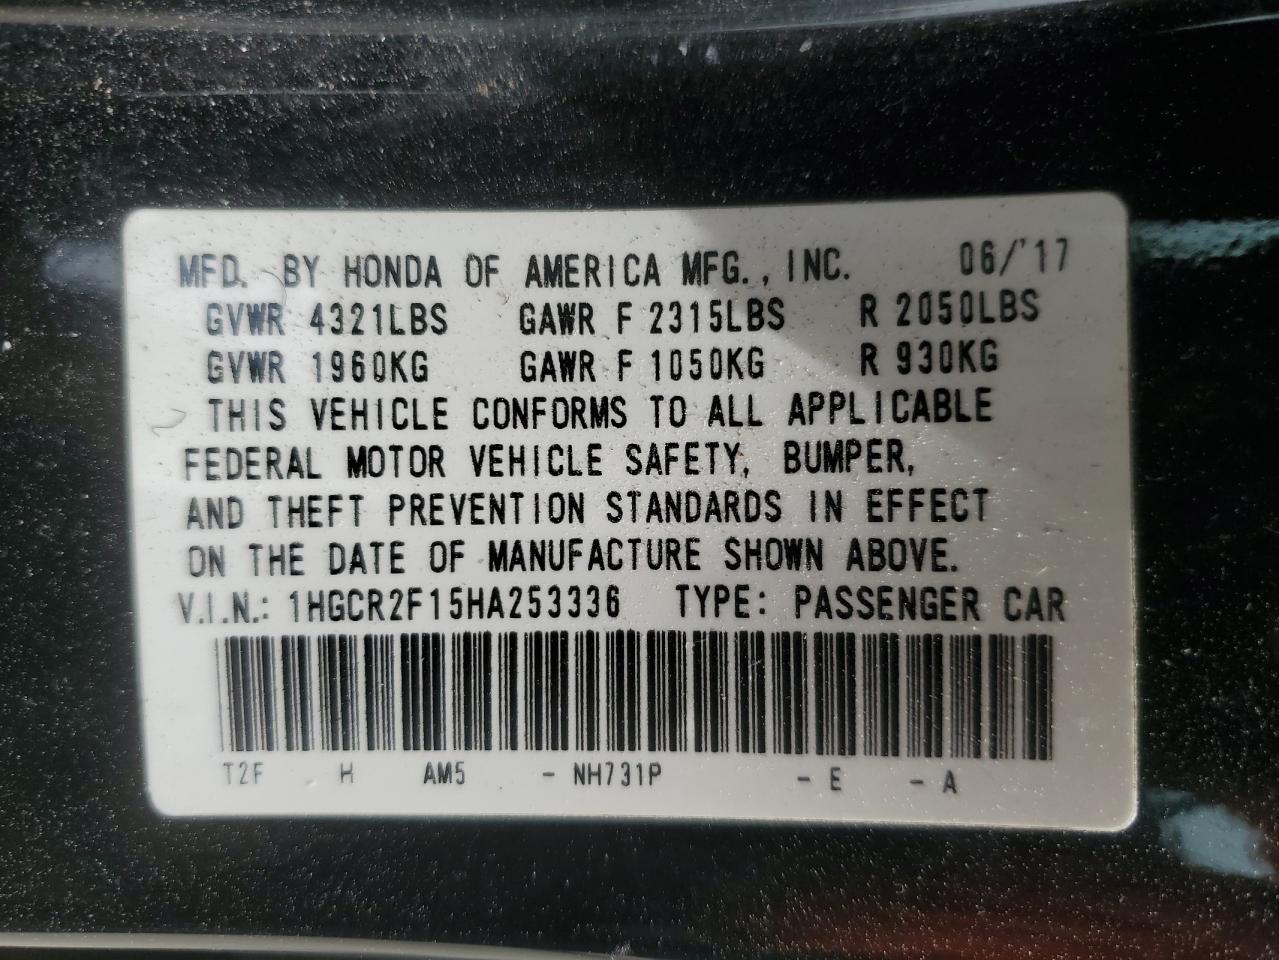 MFD. BY HONDA OF AMERICA MFG., INC. 06/'17
GVWR 4321LBS GAWR F 2315LBS R 2050LBS
GVWR 1960KG GAWR F 1050KG R 930KG
THIS VEHICLE CONFORMS TO ALL APPLICABLE
FEDERAL MOTOR VEHICLE SAFETY, BUMPER,
AND THEFT PREVENTION STANDARDS IN EFFECT
ON THE DATE OF MANUFACTURE SHOWN ABOVE.
V.I.N.: 1HGCR2F15HA253336 TYPE: PASSENGER CAR
T2F H AM5 - NH731P - E - A